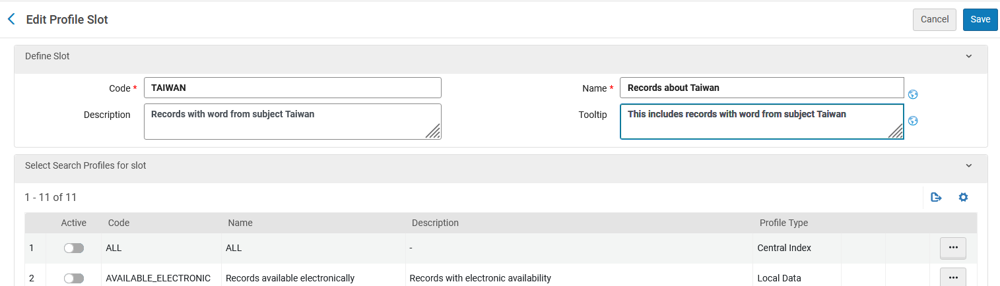 Edit Profile Slot Cancel Save
Define Slot
Code * TAIWAN Name * Records about Taiwan
Description Records with word from subject Taiwan Tooltip This includes records with word from subject Taiwan
Select Search Profiles for slot
1 - 11 of 11
Active Code Name Description Profile Type
1 ALL ALL - Central Index
2 AVAILABLE_ELECTRONIC Records available electronically Records with electronic availability Local Data